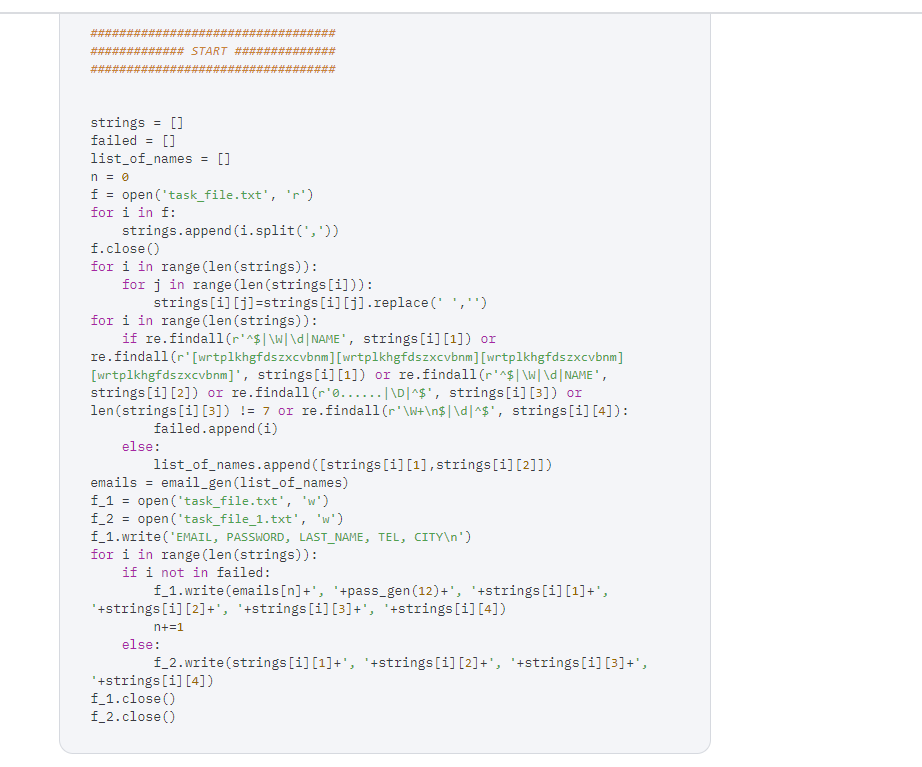 ##################################
############# START ##############
##################################
strings = []
failed = []
list_of_names = []
n = 0
f = open('task_file.txt', 'r')
for i in f:
    strings.append(i.split(','))
f.close()
for i in range(len(strings)):
    for j in range(len(strings[i])):
        strings[i][j]=strings[i][j].replace(' ','')
for i in range(len(strings)):
    if re.findall(r'^$|\W|\d|NAME', strings[i][1]) or
re.findall(r'[wrtplkhgfdszxcvbnm][wrtplkhgfdszxcvbnm][wrtplkhgfdszxcvbnm]
[wrtplkhgfdszxcvbnm]', strings[i][1]) or re.findall(r'^$|\W|\d|NAME',
strings[i][2]) or re.findall(r'0......|\D|^$', strings[i][3]) or
len(strings[i][3]) != 7 or re.findall(r'\W+\n$|\d|^$', strings[i][4]):
        failed.append(i)
    else:
        list_of_names.append([strings[i][1],strings[i][2]])
emails = email_gen(list_of_names)
f_1 = open('task_file.txt', 'w')
f_2 = open('task_file_1.txt', 'w')
f_1.write('EMAIL, PASSWORD, LAST_NAME, TEL, CITY\n')
for i in range(len(strings)):
    if i not in failed:
        f_1.write(emails[n]+', '+pass_gen(12)+', '+strings[i][1]+',
'+strings[i][2]+', '+strings[i][3]+', '+strings[i][4])
        n+=1
    else:
        f_2.write(strings[i][1]+', '+strings[i][2]+', '+strings[i][3]+',
'+strings[i][4])
f_1.close()
f_2.close()